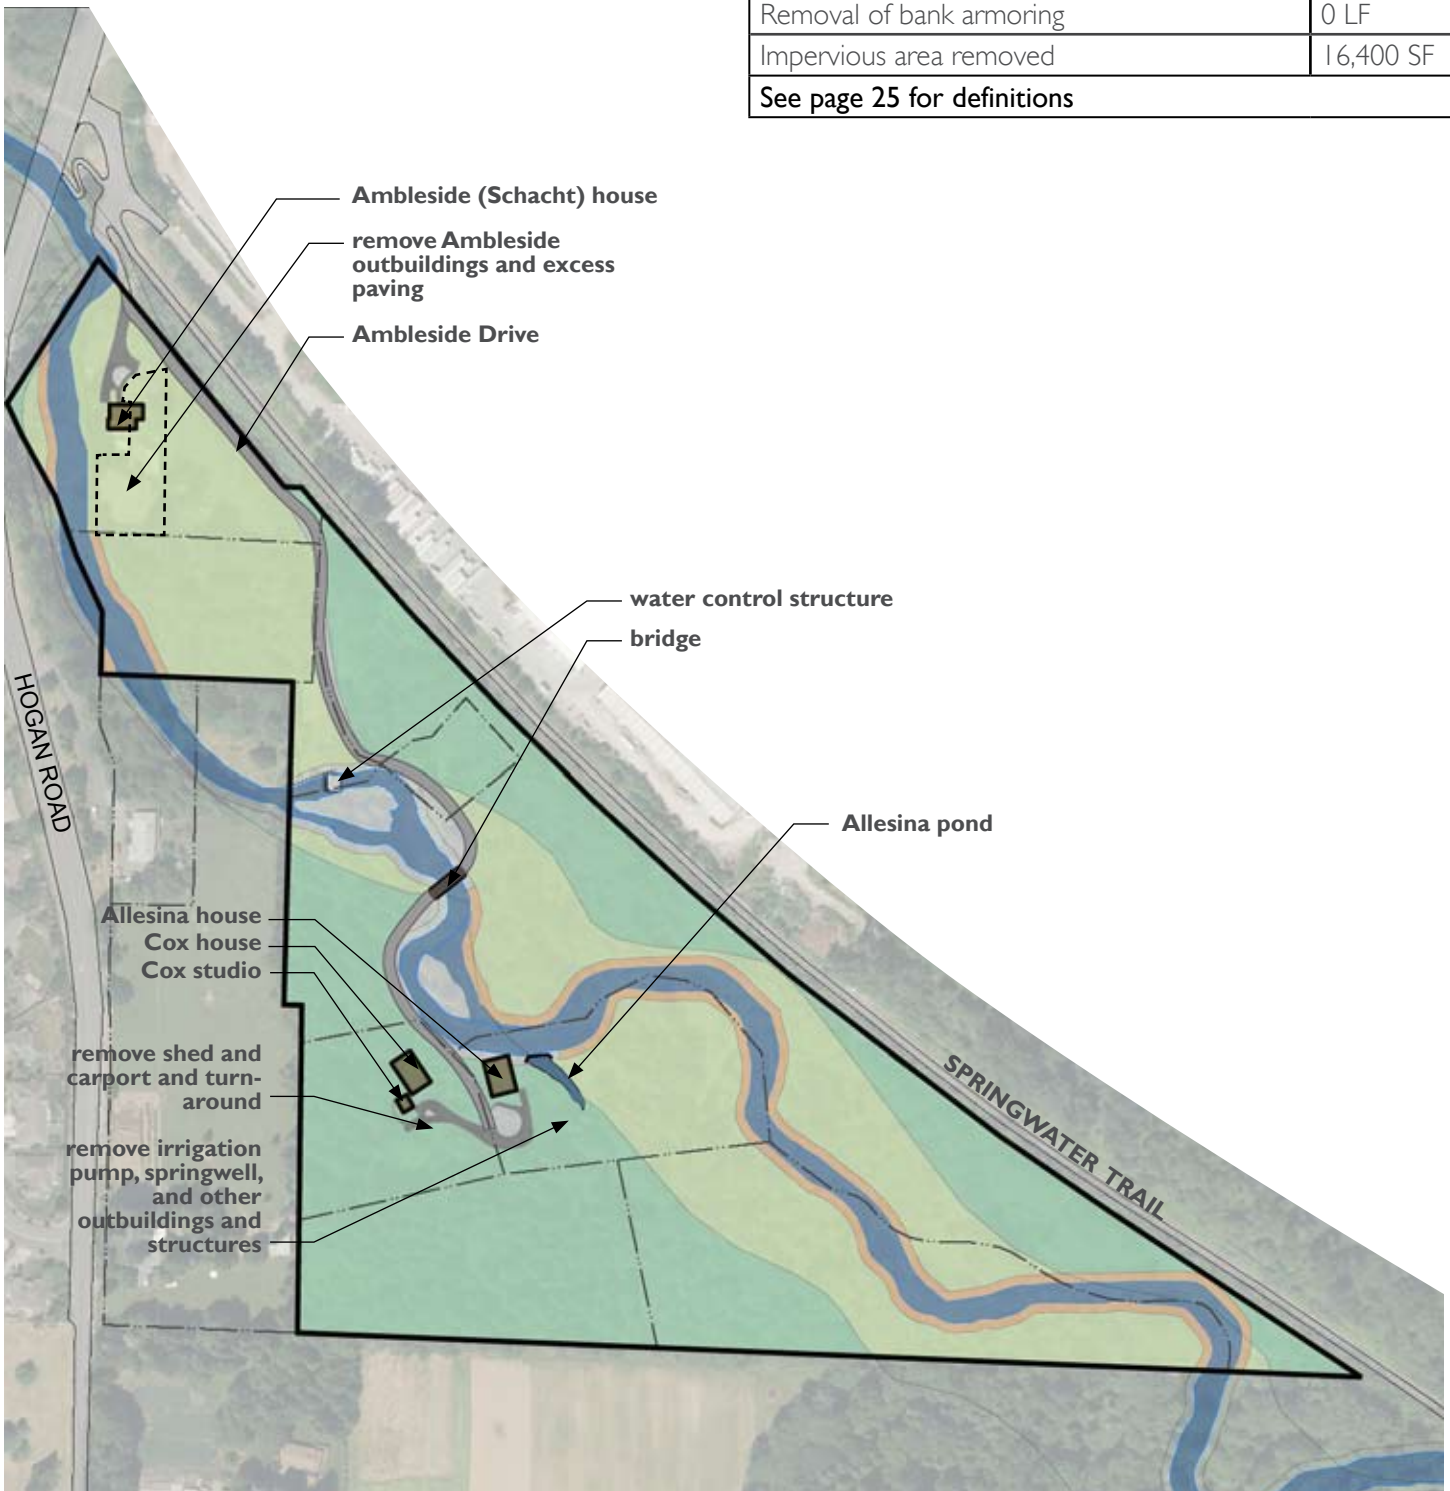 Removal of bank armoring 0 LF
Impervious area removed 16,400 SF
See page 25 for definitions
Ambleside (Schacht) house
remove Ambleside
outbuildings and excess
paving
Ambleside Drive
water control structure
bridge
HOGAN ROAD
Allesina pond
Allesina house
Cox house
Cox studio
remove shed and
carport and turn-
around
remove irrigation
pump, springwell,
and other
outbuildings and
structures
SPRINGWATER TRAIL